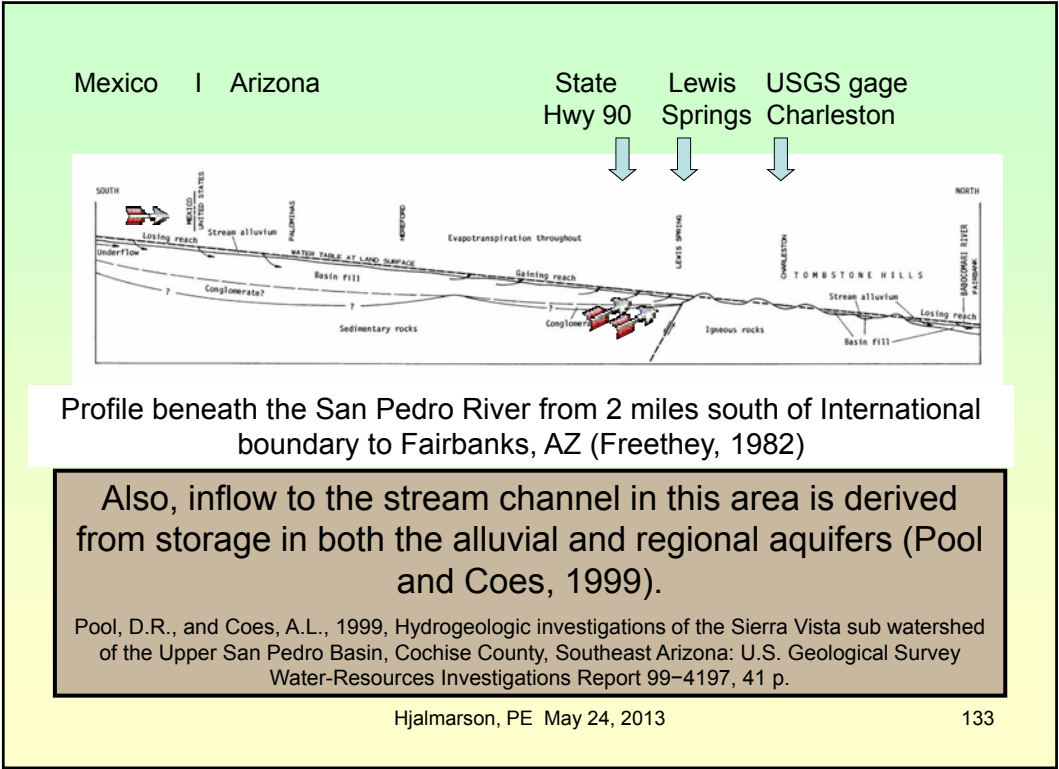 Mexico I Arizona
State Lewis USGS gage
Hwy 90 Springs Charleston
SOUTH
NORTH
MEXICO
UNITED STATES
PALOMINAS
HEREFORD
LEWIS SPRING
CHARLESTON
BABOCOMARI RIVER
FAIRBANK
Losing reach
Stream alluvium
Evapotranspiration throughout
Underflow
WATER TABLE AT LAND SURFACE
Basin fill
Gaining reach
TOMBSTONE HILLS
Conglomerate?
?
?
?
?
Stream alluvium
Losing reach
Sedimentary rocks
Conglomera
Igneous rocks
Basin fill
Profile beneath the San Pedro River from 2 miles south of International
boundary to Fairbanks, AZ (Freethey, 1982)
Also, inflow to the stream channel in this area is derived
from storage in both the alluvial and regional aquifers (Pool
and Coes, 1999).
Pool, D.R., and Coes, A.L., 1999, Hydrogeologic investigations of the Sierra Vista sub watershed
of the Upper San Pedro Basin, Cochise County, Southeast Arizona: U.S. Geological Survey
Water-Resources Investigations Report 99−4197, 41 p.
Hjalmarson, PE May 24, 2013
133